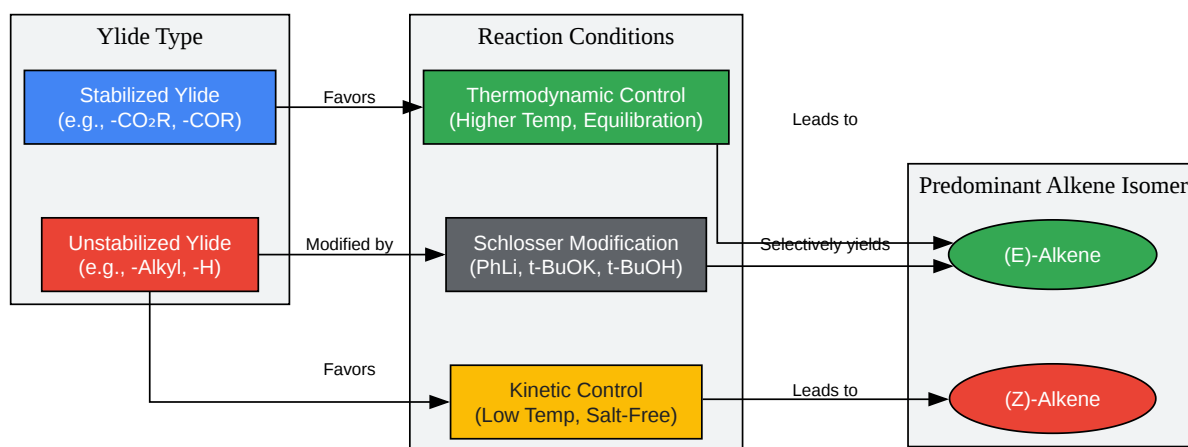 Ylide Type
Stabilized Ylide
(e.g., -CO₂R, -COR)
Unstabilized Ylide
(e.g., -Alkyl, -H)
Favors
Modified by
Favors
Reaction Conditions
Thermodynamic Control
(Higher Temp, Equilibration)
Schlosser Modification
(PhLi, t-BuOK, t-BuOH)
Kinetic Control
(Low Temp, Salt-Free)
Leads to
Selectively yields
Leads to
Predominant Alkene Isomer
(E)-Alkene
(Z)-Alkene